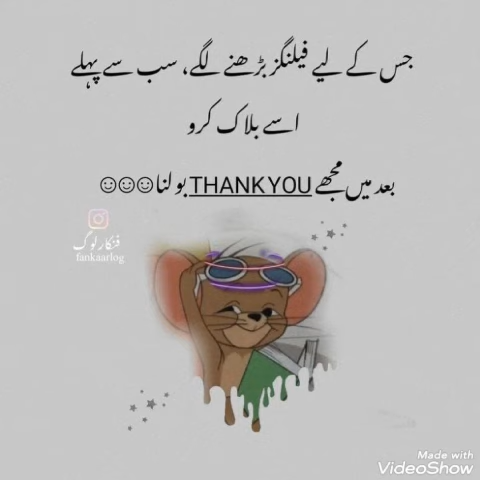 جس کے لیے فیلنگز بڑھنے لگے، سب سے پہلے
اسے بلاک کرو
بعد میں مجھے THANKYOU بولنا☺☺☺
فنکار لوگ
fankaarlog
Made with
VideoShow